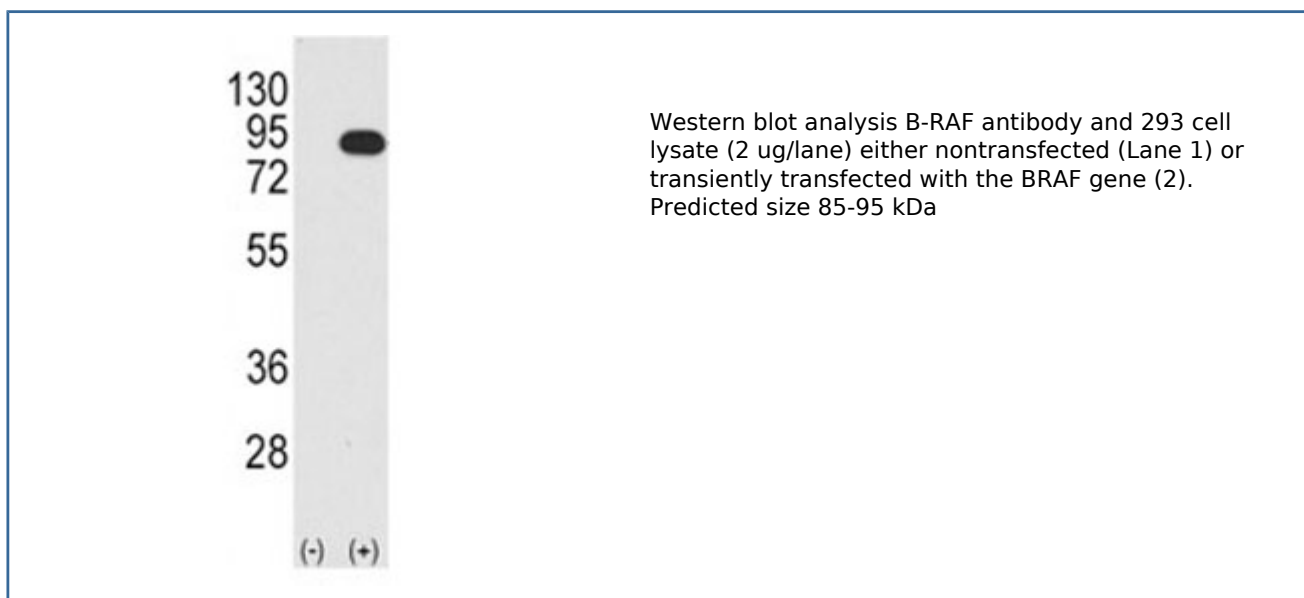 130
95
72
55
36
28
(-) (+)
Western blot analysis B-RAF antibody and 293 cell
lysate (2 ug/lane) either nontransfected (Lane 1) or
transiently transfected with the BRAF gene (2).
Predicted size 85-95 kDa